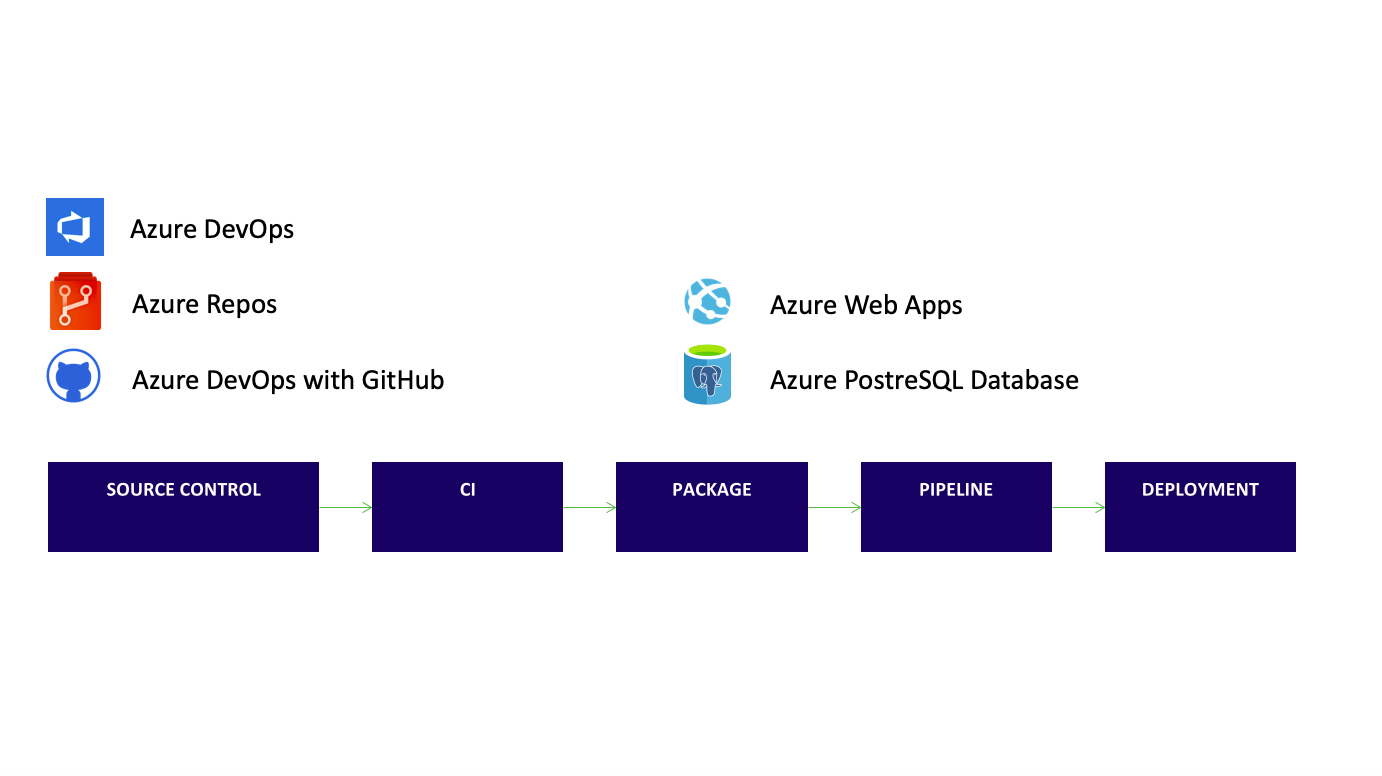 Azure DevOps
Azure Repos
Azure DevOps with GitHub
Azure Web Apps
Azure PostreSQL Database
SOURCE CONTROL
CI
PACKAGE
PIPELINE
DEPLOYMENT